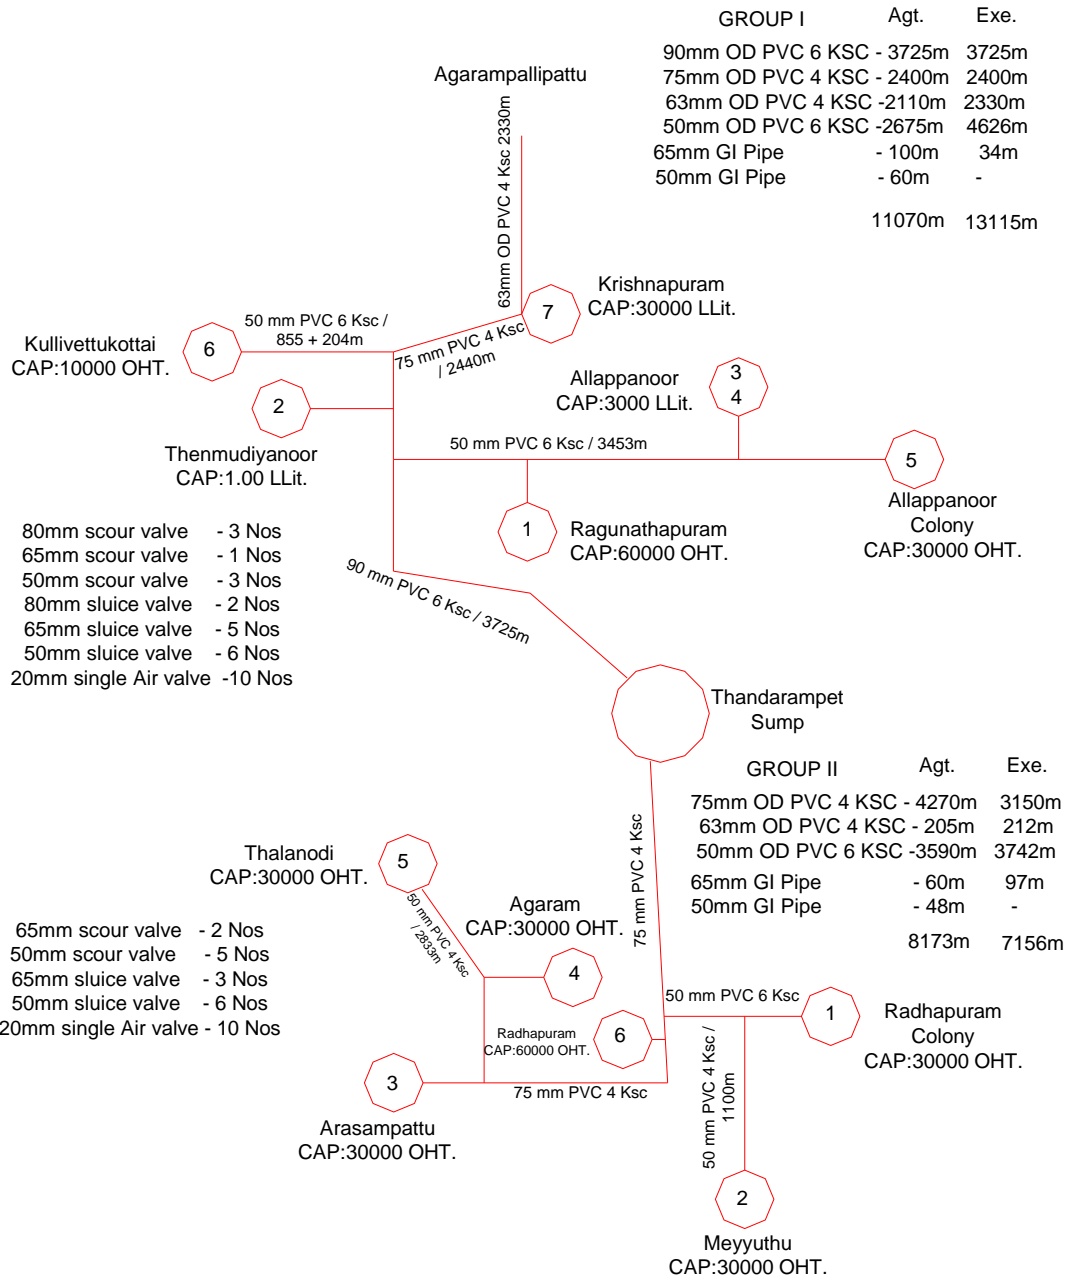 GROUP I Agt. Exe.
90mm OD PVC 6 KSC - 3725m 3725m
75mm OD PVC 4 KSC - 2400m 2400m
63mm OD PVC 4 KSC -2110m 2330m
50mm OD PVC 6 KSC -2675m 4626m
65mm GI Pipe - 100m 34m
50mm GI Pipe - 60m -
11070m 13115m
Agarampallipattu
63mm OD PVC 4 KSC 2330m
7
Krishnapuram
CAP:30000 LLit.
50 mm PVC 6 Ksc /
855 + 204m
75 mm PVC 4 Ksc
/ 2440m
6
Kullivettukottai
CAP:10000 OHT.
2
Thenmudiyanoor
CAP:1.00 LLit.
Allappanoor
CAP:3000 LLit.
3
4
50 mm PVC 6 Ksc / 3453m
5
Allappanoor
Colony
CAP:30000 OHT.
1
Ragunathapuram
CAP:60000 OHT.
80mm scour valve - 3 Nos
65mm scour valve - 1 Nos
50mm scour valve - 3 Nos
80mm sluice valve - 2 Nos
65mm sluice valve - 5 Nos
50mm sluice valve - 6 Nos
20mm single Air valve -10 Nos
90 mm PVC 6 Ksc / 3725m
Thandarampet
Sump
GROUP II Agt. Exe.
75mm OD PVC 4 KSC - 4270m 3150m
63mm OD PVC 4 KSC - 205m 212m
50mm OD PVC 6 KSC -3590m 3742m
65mm GI Pipe - 60m 97m
50mm GI Pipe - 48m -
8173m 7156m
75 mm PVC 4 Ksc
Thalanodi
CAP:30000 OHT.
5
50 mm PVC 4 Ksc
/ 2833m
Agaram
CAP:30000 OHT.
4
65mm scour valve - 2 Nos
50mm scour valve - 5 Nos
65mm sluice valve - 3 Nos
50mm sluice valve - 6 Nos
20mm single Air valve - 10 Nos
Radhapuram
CAP:60000 OHT.
6
50 mm PVC 6 Ksc
1
Radhapuram
Colony
CAP:30000 OHT.
50 mm PVC 4 Ksc /
1100m
3
75 mm PVC 4 Ksc
Arasampattu
CAP:30000 OHT.
2
Meyyuthu
CAP:30000 OHT.